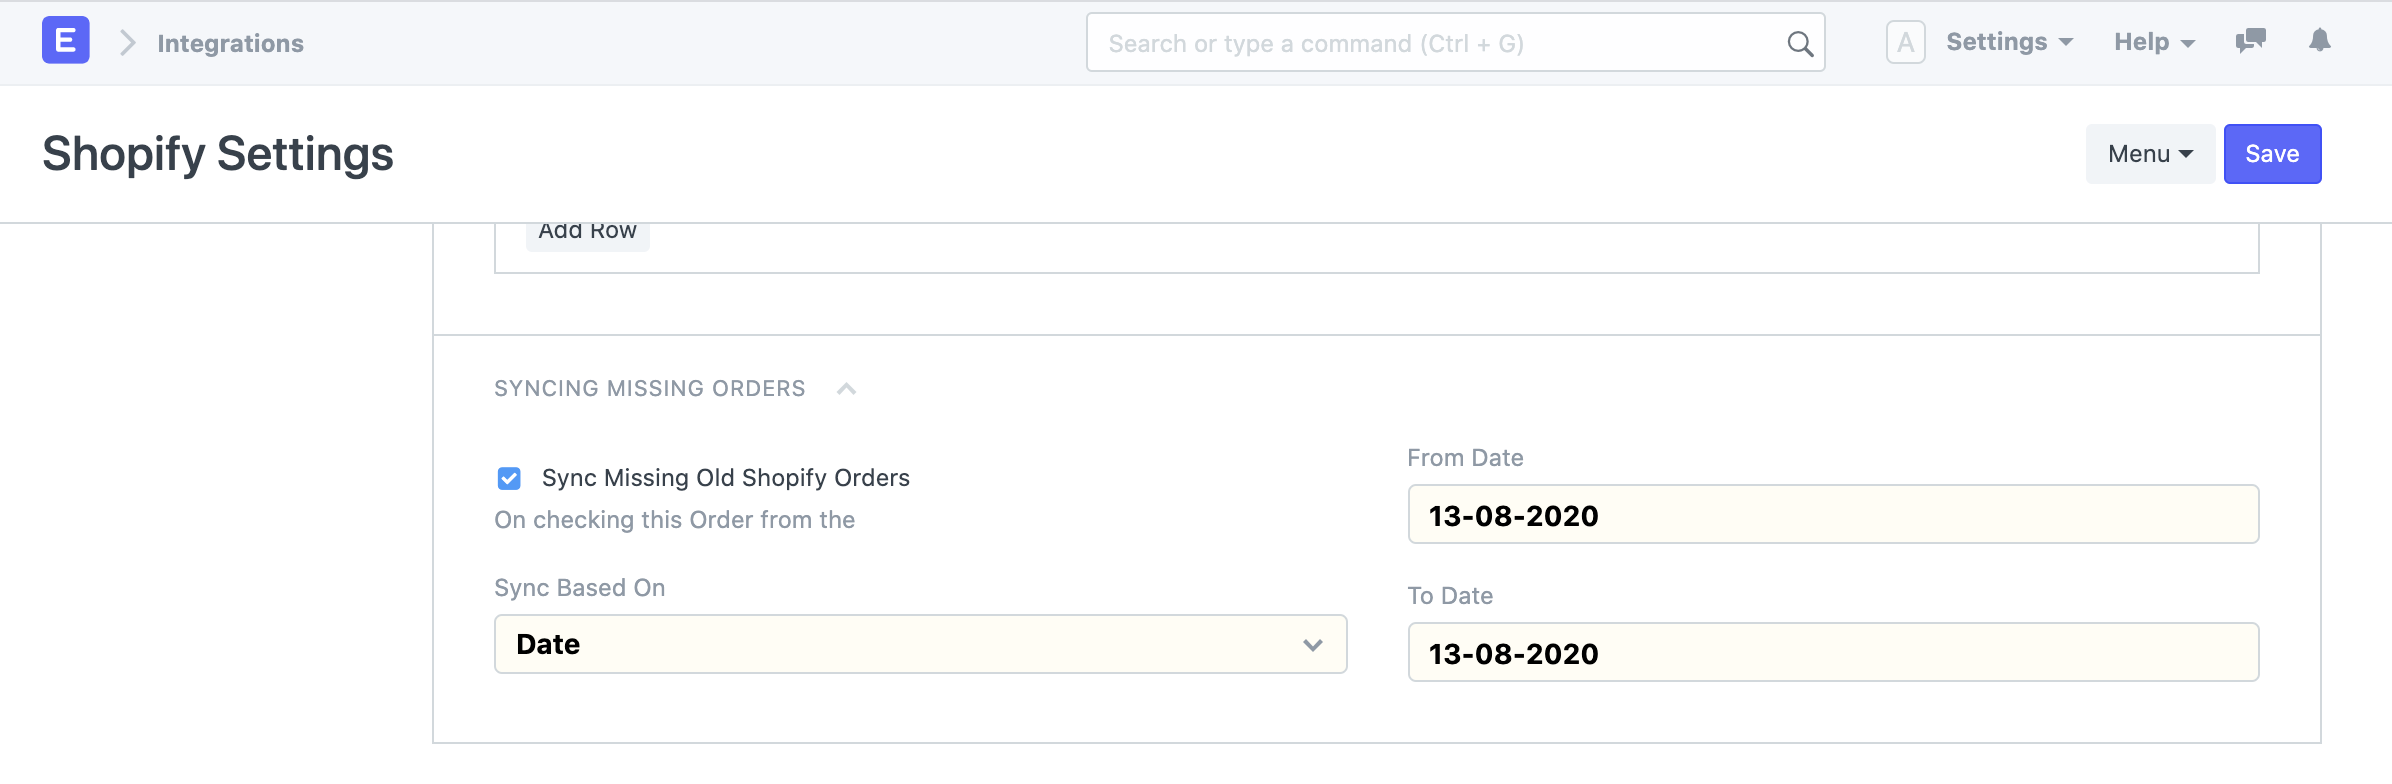 E
Integrations
Search or type a command (Ctrl + G)
A
Settings
Help
Shopify Settings
Menu
Save
Add Row
SYNCING MISSING ORDERS
Sync Missing Old Shopify Orders
On checking this Order from the
Sync Based On
Date
From Date
13-08-2020
To Date
13-08-2020